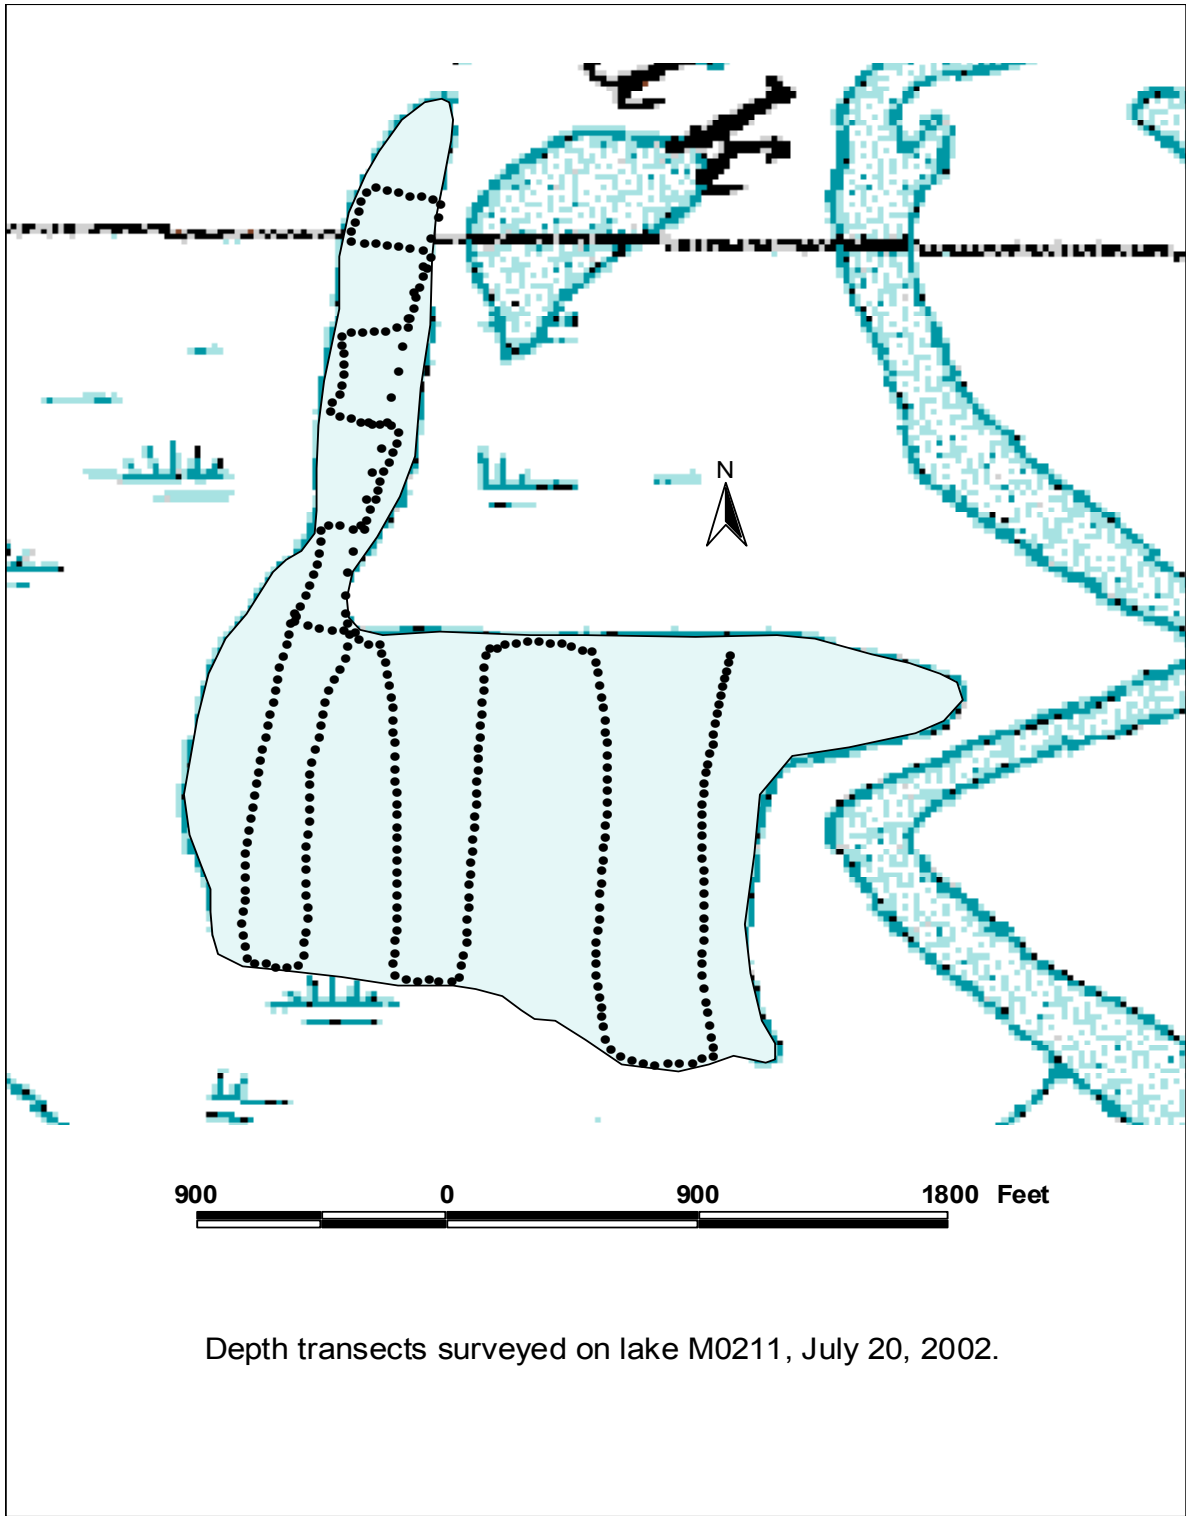 N
900 0 900 1800 Feet
Depth transects surveyed on lake M0211, July 20, 2002.